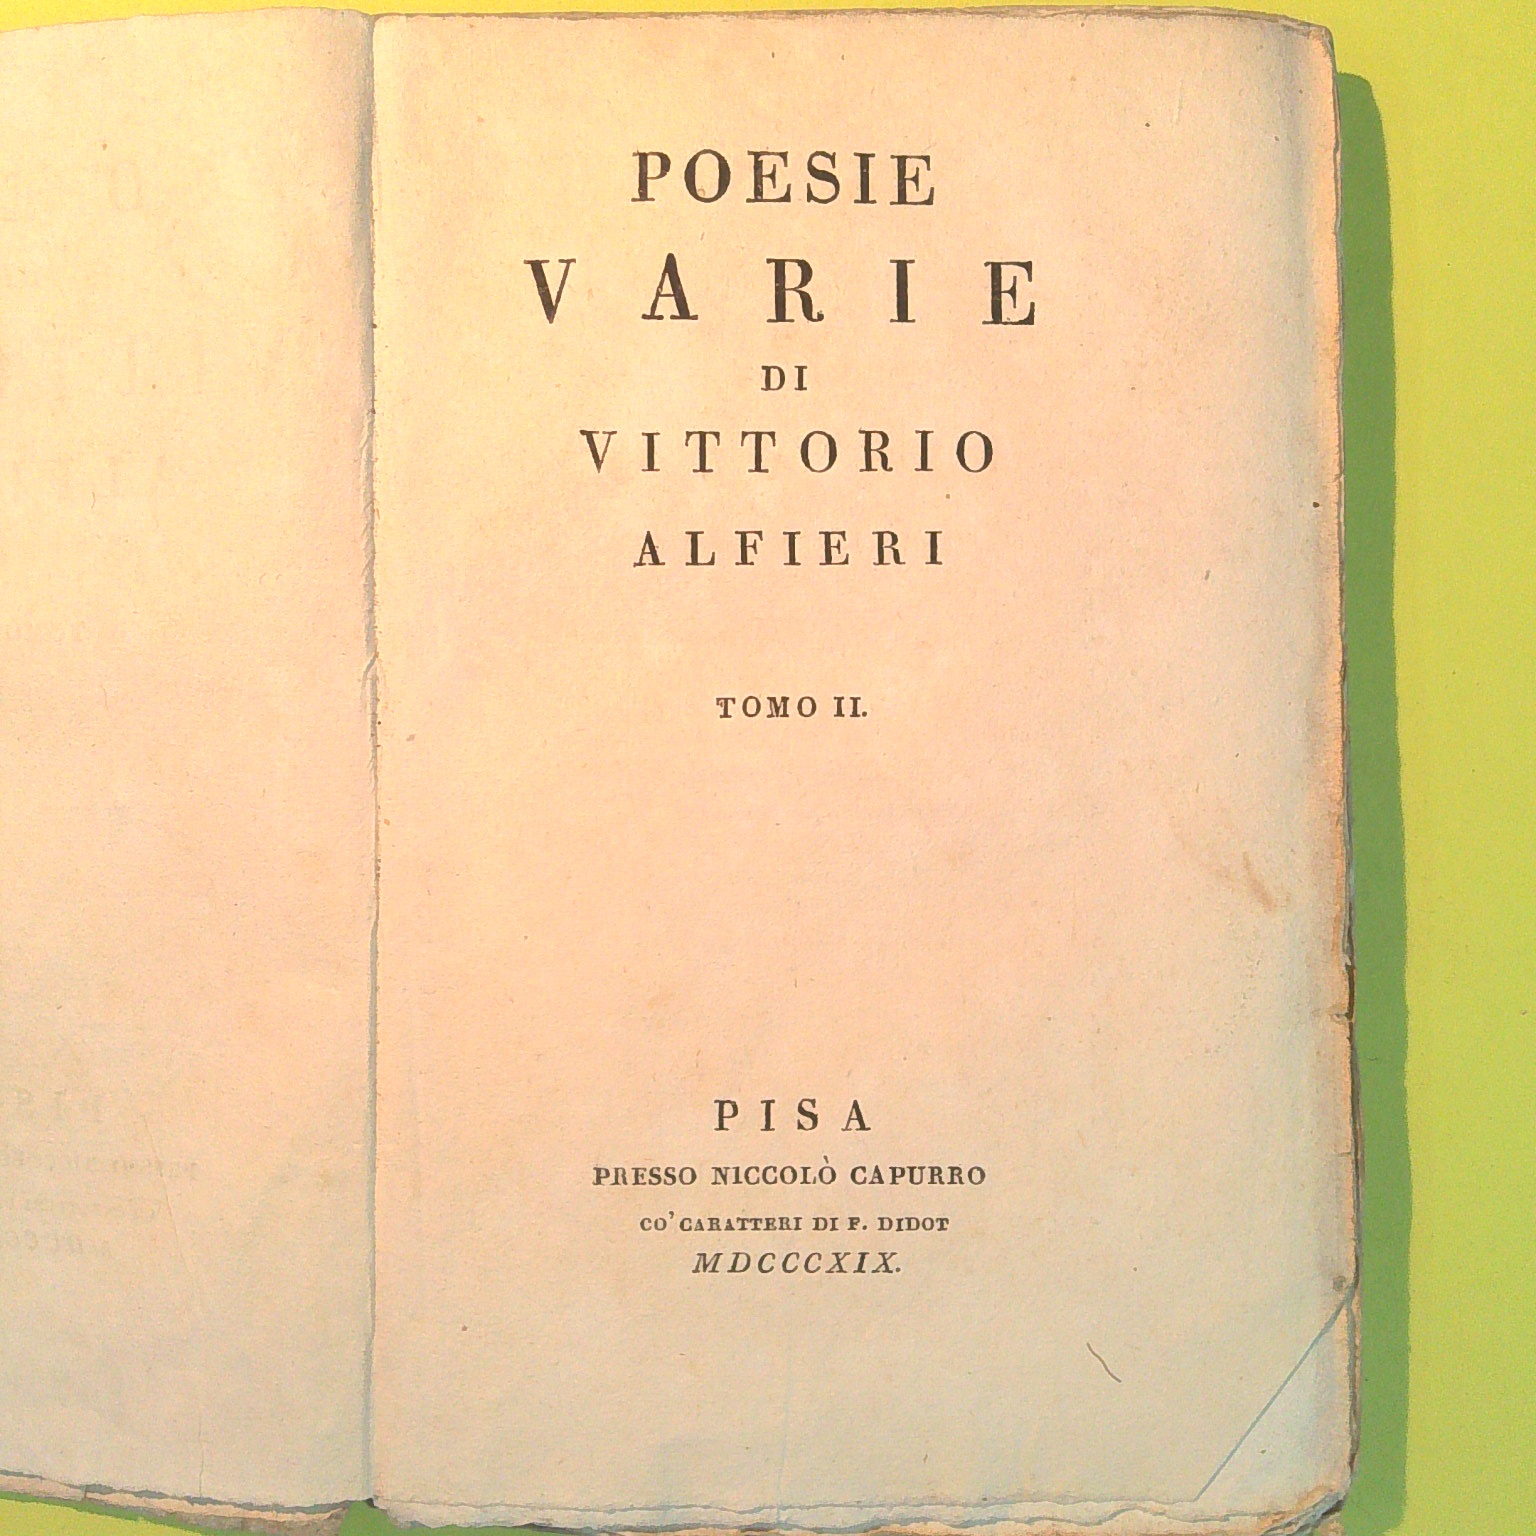 POESIE
VARIE
DI
VITTORIO
ALFIERI
TOMO II.
PISA
PRESSO NICCOLÒ CAPURRO
CO' CARATTERI DI F. DIDOT
MDCCCXIX.